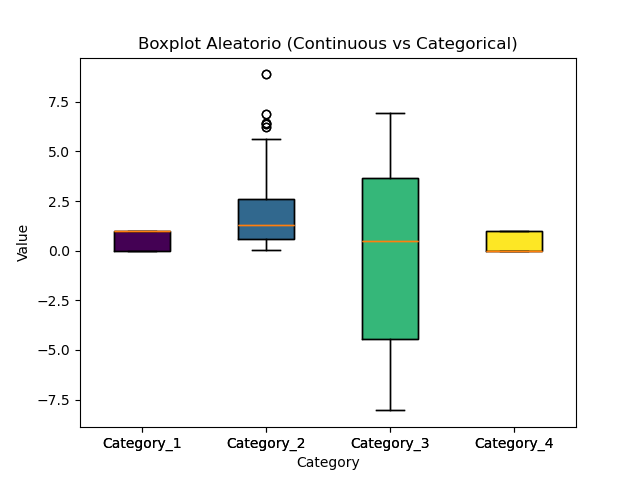 Boxplot Aleatorio (Continuous vs Categorical)
7.5
5.0
2.5
0.0
−2.5
−5.0
−7.5
Value
Category_1 Category_2 Category_3 Category_4
Category